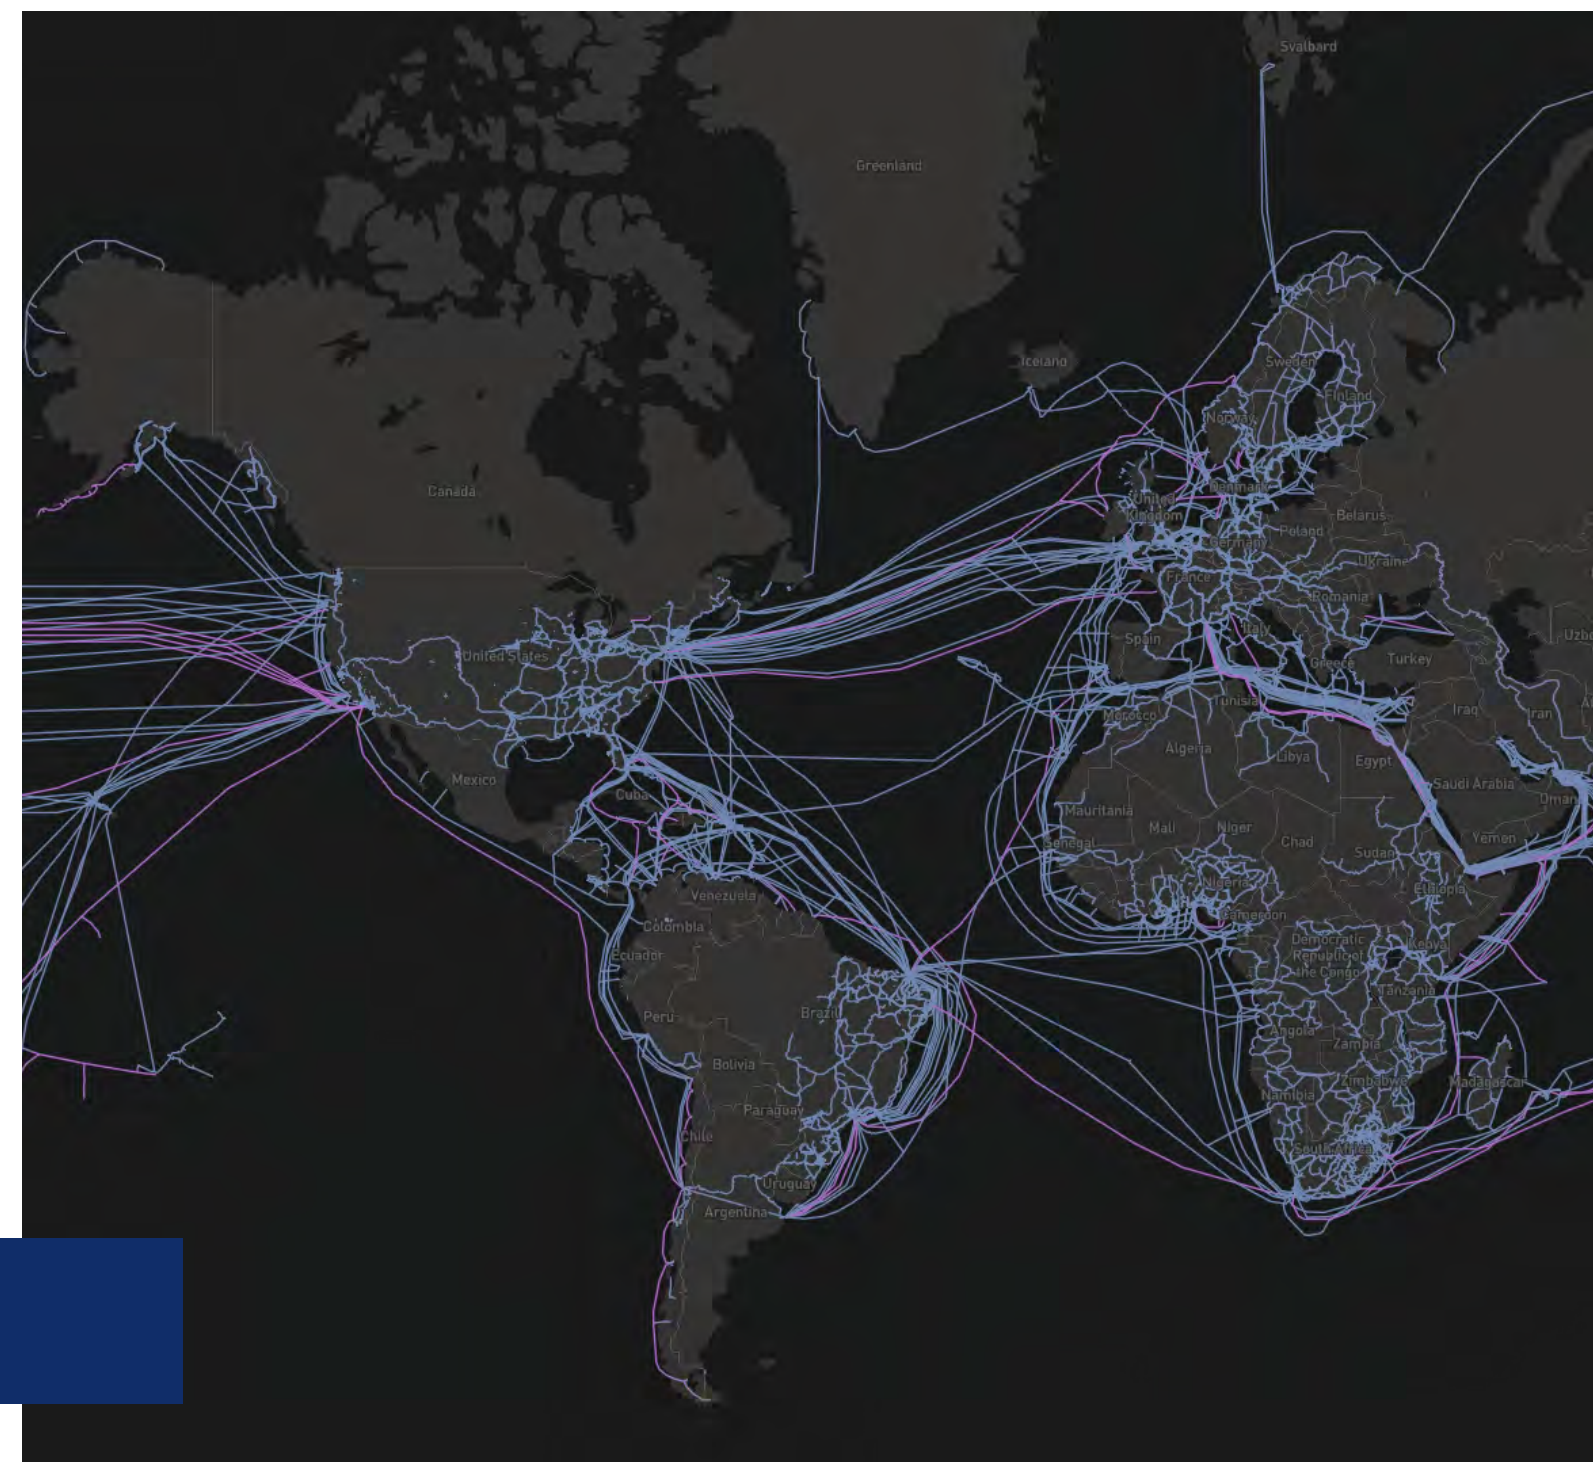 Svalbard
Greenland
Iceland
Sweden
Finland
Norway
Canada
Denmark
United
Kingdom
Belarus
Poland
Germany
Ukraine
France
Romania
Italy
Spain
United States
Greece
Turkey
Tunisia
Iraq
Iran
Morocco
Algeria
Libya
Egypt
Mexico
Saudi Arabia
Cuba
Oman
Mauritania
Mali
Niger
Chad
Sudan
Yemen
Senegal
Nigeria
Ethiopia
Venezuela
Cameroon
Colombia
Democratic
Republic of
the Congo
Kenya
Ecuador
Tanzania
Peru
Brazil
Angola
Zambia
Bolivia
Zimbabwe
Madagascar
Namibia
Paraguay
Chile
South Africa
Uruguay
Argentina